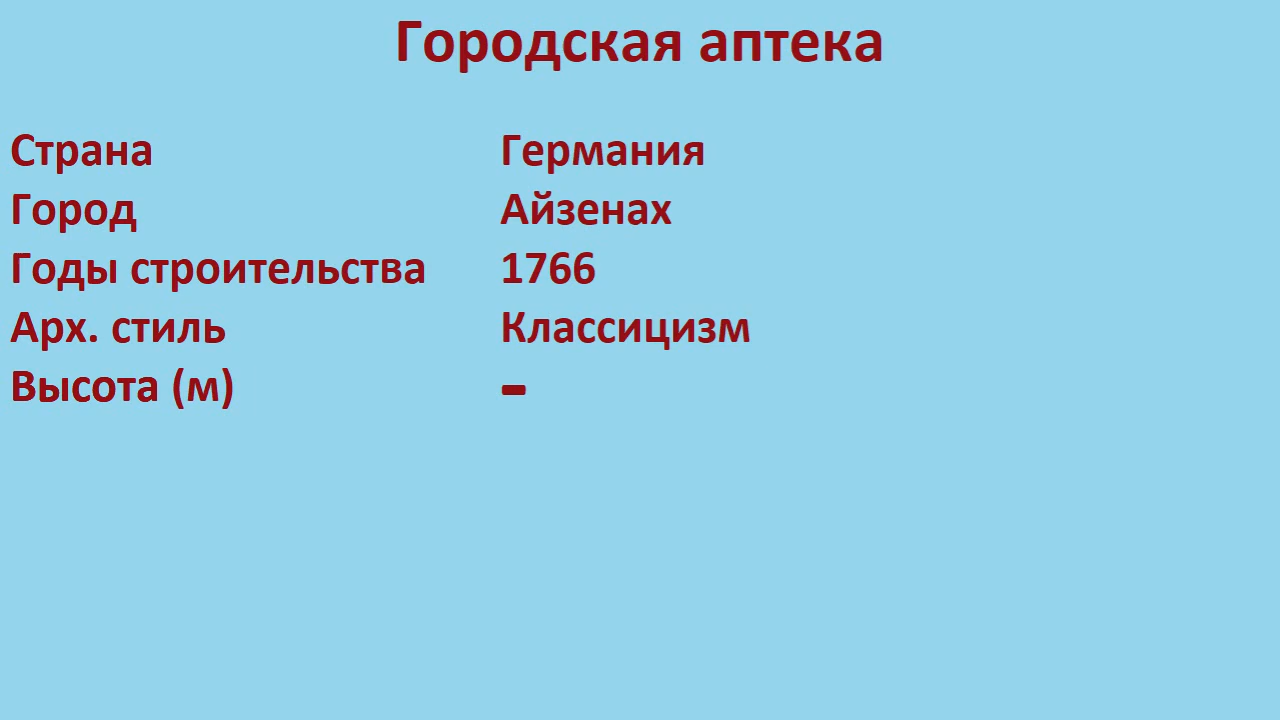 Городская аптека
Страна Германия
Город Айзенах
Годы строительства 1766
Арх. стиль Классицизм
Высота (м) -